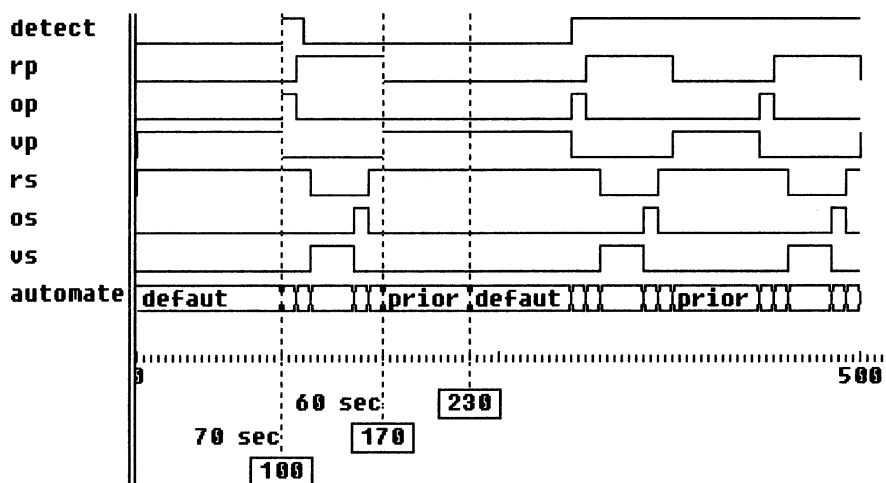 detect
rp
op
vp
rs
os
vs
automate defaut prior defaut prior
0 500
60 sec 230
70 sec 170
100